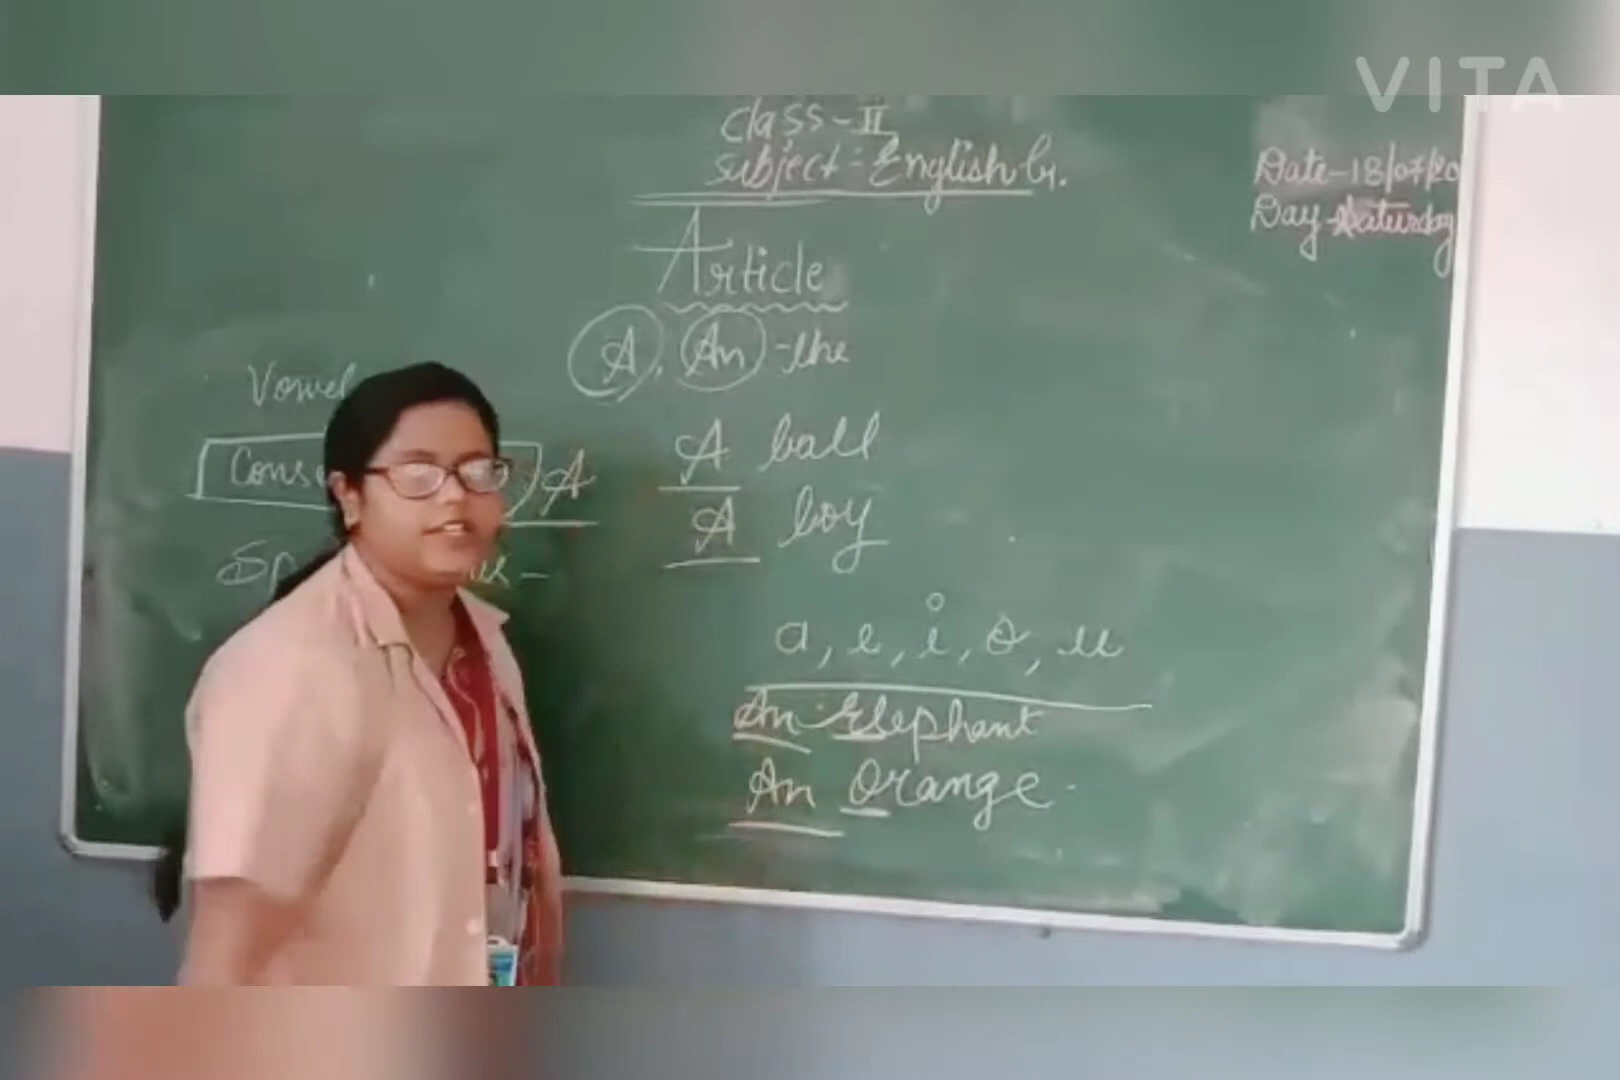 VITA
Class-II
Subject-English Gr.
Date-18/07/20
Day-Saturday
Article
A, An-the
Vowel
A
A ball
A boy
a, e, i, o, u
An Elephant
An Orange.